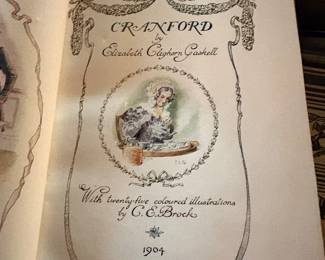 CRANFORD
by
Elizabeth Cleghorn Gaskell
With twenty-five coloured illustrations
by C. E. Brock
1904